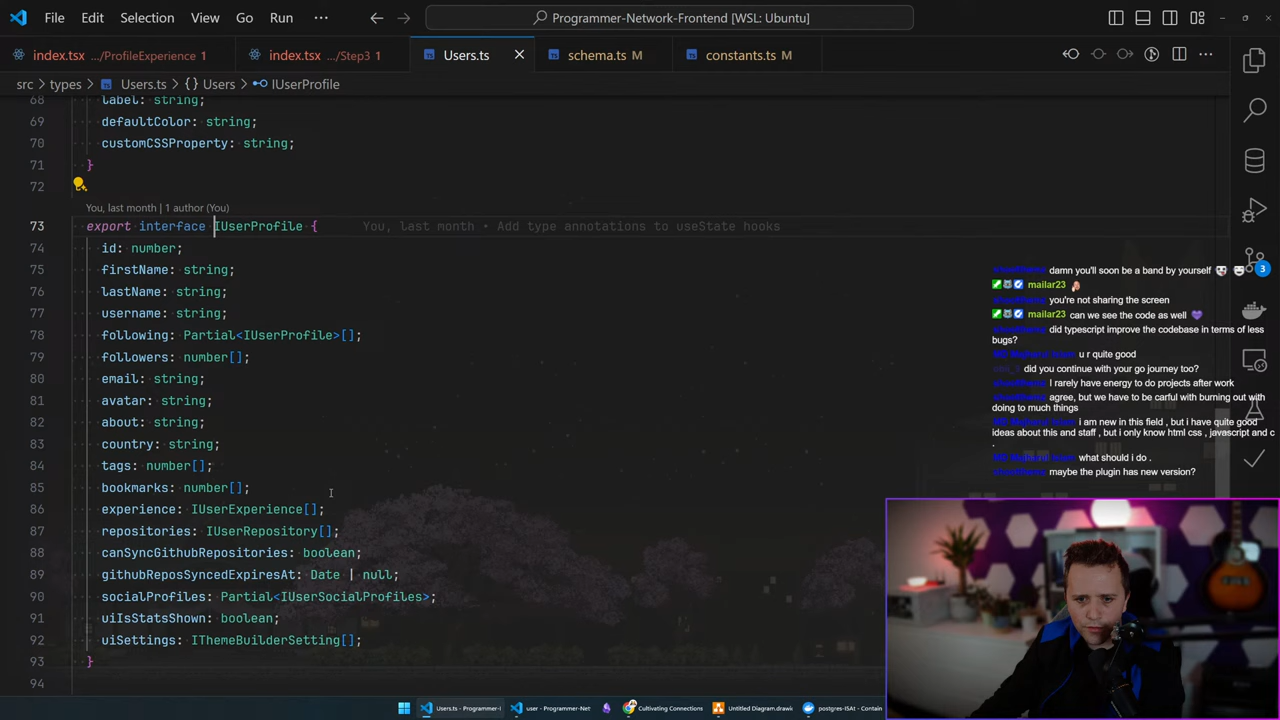 File Edit Selection View Go Run ···
Programmer-Network-Frontend [WSL: Ubuntu]
index.tsx .../ProfileExperience 1
index.tsx .../Step3 1
Users.ts
schema.ts M
constants.ts M
src > types > Users.ts > {} Users > IUserProfile
68 label: string;
69 defaultColor: string;
70 customCSSProperty: string;
71 }
72
You, last month | 1 author (You)
73 export interface IUserProfile { You, last month • Add type annotations to useState hooks
74 id: number;
75 firstName: string;
76 lastName: string;
77 username: string;
78 following: Partial<IUserProfile>[];
79 followers: number[];
80 email: string;
81 avatar: string;
82 about: string;
83 country: string;
84 tags: number[];
85 bookmarks: number[];
86 experience: IUserExperience[];
87 repositories: IUserRepository[];
88 canSyncGithubRepositories: boolean;
89 githubReposSyncedExpiresAt: Date | null;
90 socialProfiles: Partial<IUserSocialProfiles>;
91 uiIsStatsShown: boolean;
92 uiSettings: IThemeBuilderSetting[];
93 }
94
damn you'll soon be a band by yourself
mailar23
you're not sharing the screen
mailar23 can we see the code as well
did typescript improve the codebase in terms of less
bugs?
u r quite good
did you continue with your go journey too?
I rarely have energy to do projects after work
agree, but we have to be carful with burning out with
doing to much things
i am new in this field , but i have quite good
ideas about this and staff , but i only know html css , javascript and c
.
what should i do .
maybe the plugin has new version?
3
Users.ts - Programmer-I
user - Programmer-Net
Cultivating Connections
Untitled Diagram.drawi
postgres-ISAt - Contain